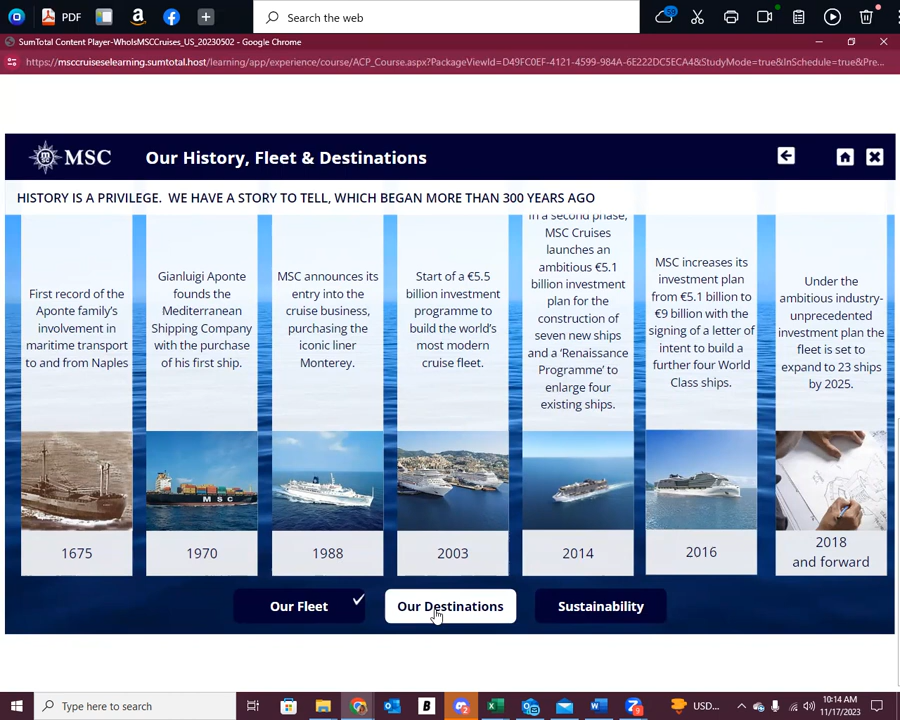 PDF
Search the web
SumTotal Content Player-WhoIsMSCCruises_US_20230502 - Google Chrome
https://msccruiseselearning.sumtotal.host/learning/app/experience/course/ACP_Course.aspx?PackageViewId=D49FC0EF-4121-4599-984A-6E222DC5ECA4&StudyMode=true&InSchedule=true&Pre...
MSC
Our History, Fleet & Destinations
HISTORY IS A PRIVILEGE. WE HAVE A STORY TO TELL, WHICH BEGAN MORE THAN 300 YEARS AGO
First record of the
Aponte family's
involvement in
maritime transport
to and from Naples
1675
Gianluigi Aponte
founds the
Mediterranean
Shipping Company
with the purchase
of his first ship.
MSC
1970
MSC announces its
entry into the
cruise business,
purchasing the
iconic liner
Monterey.
1988
Start of a €5.5
billion investment
programme to
build the world's
most modern
cruise fleet.
2003
In a second phase,
MSC Cruises
launches an
ambitious €5.1
billion investment
plan for the
construction of
seven new ships
and a 'Renaissance
Programme' to
enlarge four
existing ships.
2014
MSC increases its
investment plan
from €5.1 billion to
€9 billion with the
signing of a letter of
intent to build a
further four World
Class ships.
2016
Under the
ambitious industry-
unprecedented
investment plan the
fleet is set to
expand to 23 ships
by 2025.
2018
and forward
Our Fleet
Our Destinations
Sustainability
Type here to search
USD...
10:14 AM
11/17/2023